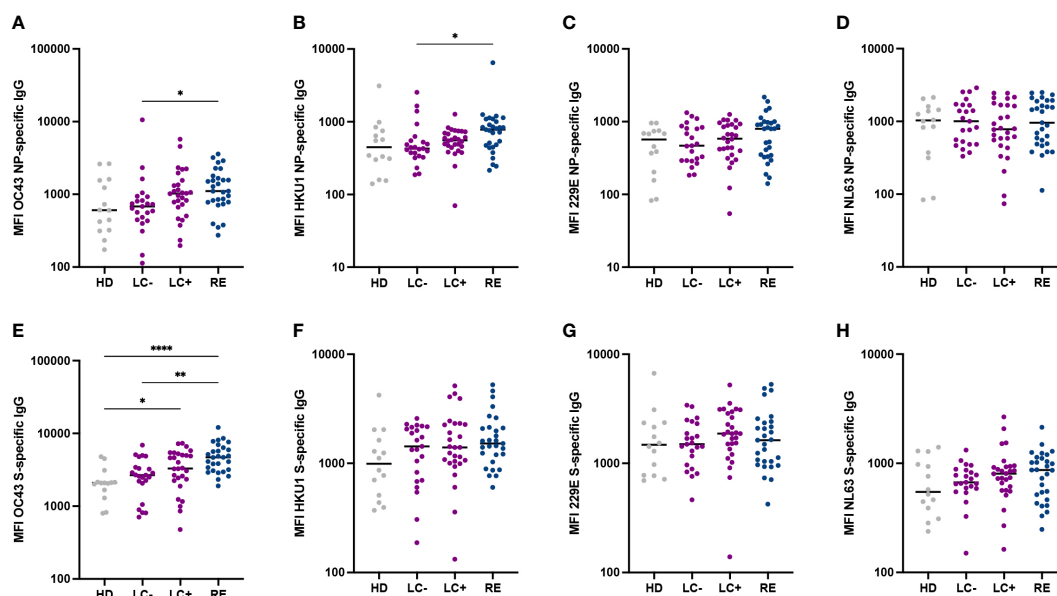 A
MFI OC43 NP-specific IgG
100000
10000
1000
100
HD LC- LC+ RE
*
B
MFI HKU1 NP-specific IgG
10000
1000
100
10
HD LC- LC+ RE
*
C
MFI 229E NP-specific IgG
10000
1000
100
10
HD LC- LC+ RE
D
MFI NL63 NP-specific IgG
10000
1000
100
10
HD LC- LC+ RE
E
MFI OC43 S-specific IgG
100000
10000
1000
100
HD LC- LC+ RE
****
**
*
F
MFI HKU1 S-specific IgG
10000
1000
100
HD LC- LC+ RE
G
MFI 229E S-specific IgG
10000
1000
100
HD LC- LC+ RE
H
MFI NL63 S-specific IgG
10000
1000
100
HD LC- LC+ RE